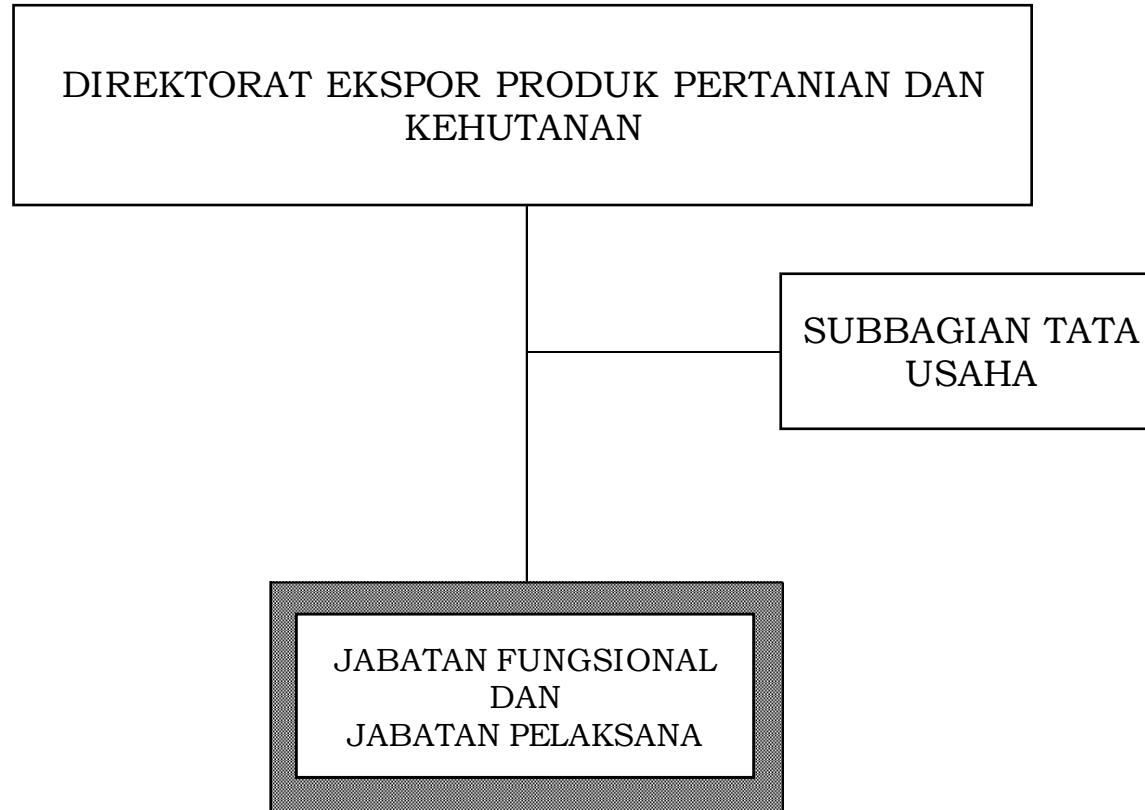 DIREKTORAT EKSPOR PRODUK PERTANIAN DAN
KEHUTANAN
SUBBAGIAN TATA
USAHA
JABATAN FUNGSIONAL
DAN
JABATAN PELAKSANA